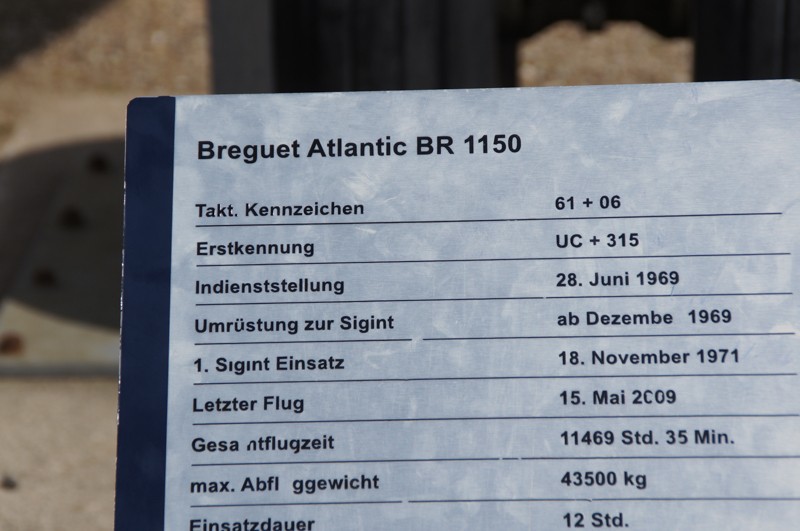 Breguet Atlantic BR 1150
Takt. Kennzeichen 61 + 06
Erstkennung UC + 315
Indienststellung 28. Juni 1969
Umrüstung zur Sigint ab Dezembe 1969
1. Sigint Einsatz 18. November 1971
Letzter Flug 15. Mai 2009
Gesamtflugzeit 11469 Std. 35 Min.
max. Abfl ggewicht 43500 kg
Einsatzdauer 12 Std.